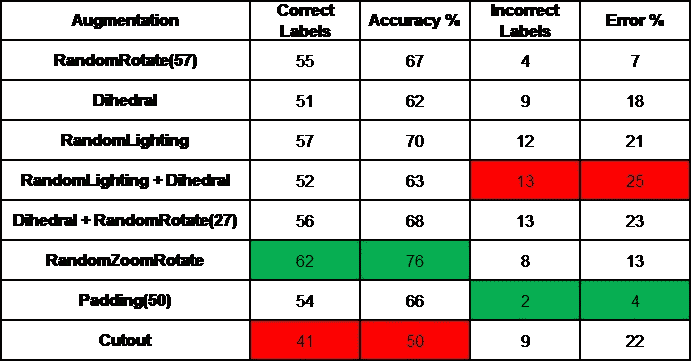 Augmentation Correct Labels Accuracy % Incorrect Labels Error %
RandomRotate(57) 55 67 4 7
Dihedral 51 62 9 18
RandomLighting 57 70 12 21
RandomLighting + Dihedral 52 63 13 25
Dihedral + RandomRotate(27) 56 68 13 23
RandomZoomRotate 62 76 8 13
Padding(50) 54 66 2 4
Cutout 41 50 9 22